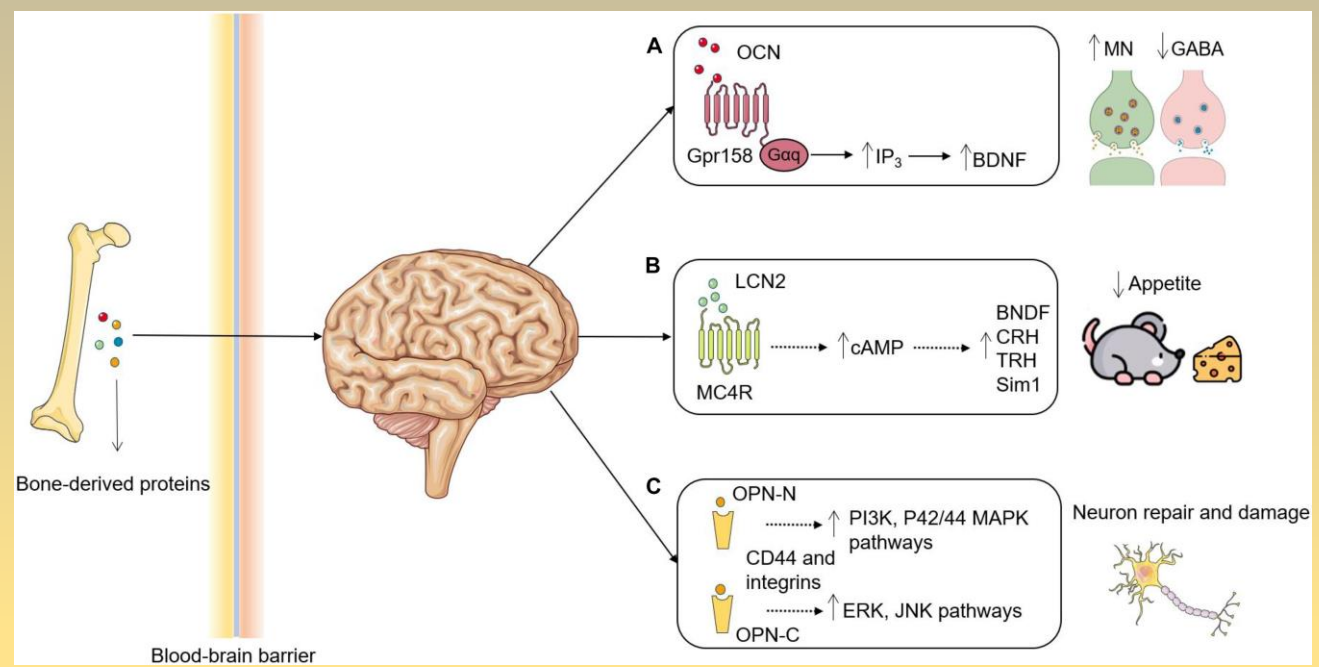 A
OCN
Gpr158
Gαq
↑IP₃
↑BDNF
↑MN
↓GABA
B
LCN2
MC4R
↑cAMP
↑
BNDF
CRH
TRH
Sim1
↓Appetite
C
OPN-N
↑ PI3K, P42/44 MAPK
pathways
CD44 and
integrins
↑ ERK, JNK pathways
OPN-C
Neuron repair and damage
Bone-derived proteins
Blood-brain barrier